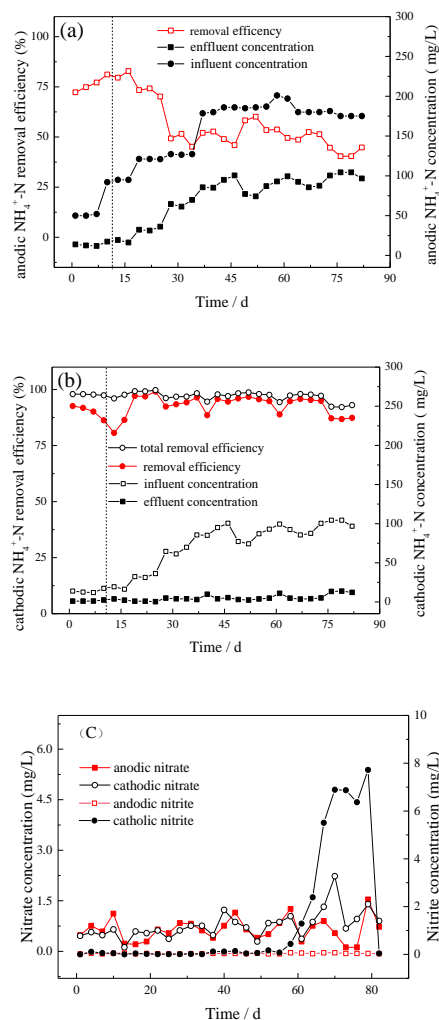 (a)
removal efficency
enffluent concentration
influent concentration
anodic NH4+-N removal efficiency (%)
anodic NH4+-N concentration ( mg/L)
100
75
50
25
0
300
250
200
150
100
50
0
0 15 30 45 60 75 90
Time / d
(b)
total removal efficiency
removal efficiency
influent concentration
effluent concentration
cathodic NH4+-N removal efficiency (%)
cathodic NH4+-N concentration ( mg/L)
100
75
50
25
0
300
250
200
150
100
50
0
0 15 30 45 60 75 90
Time / d
(C)
anodic nitrate
cathodic nitrate
andodic nitrite
catholic nitrite
Nitrate concentration (mg/L)
Nitrite concentration (mg/L)
6.0
4.5
3.0
1.5
0.0
10
8
6
4
2
0
0 20 40 60 80
Time / d